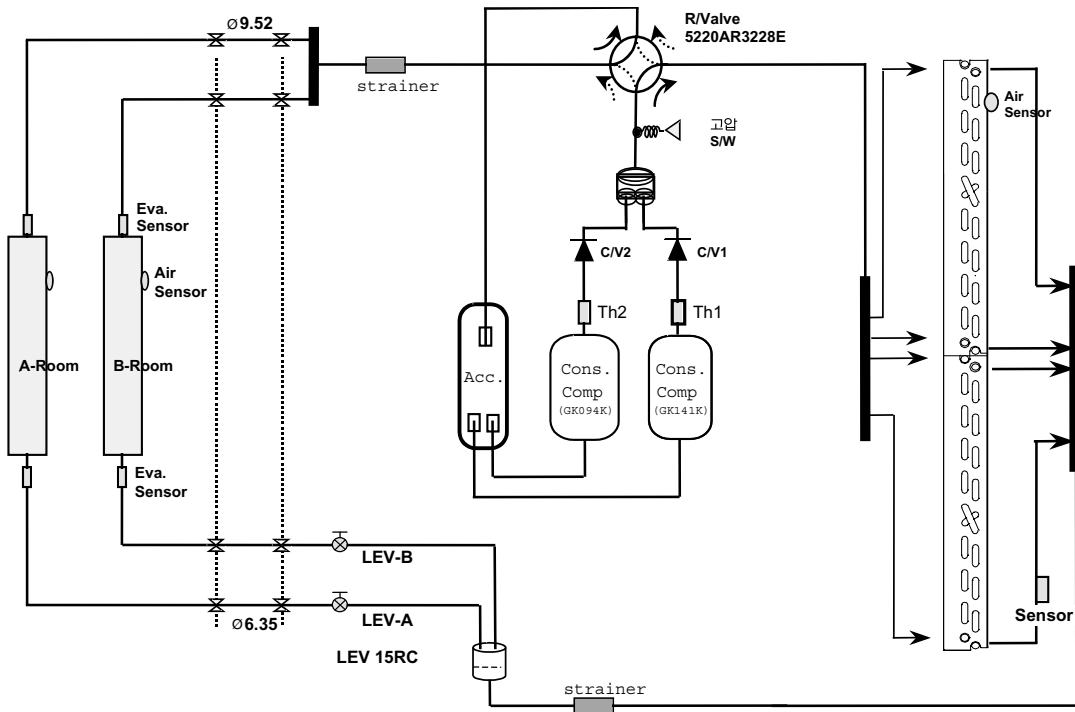 Ø9.52
R/Valve
5220AR3228E
strainer
고압
S/W
Air
Sensor
Eva.
Sensor
C/V2
C/V1
Air
Sensor
Th2
Th1
A-Room
B-Room
Acc.
Cons.
Comp
(GK094K)
Cons.
Comp
(GK141K)
Eva.
Sensor
LEV-B
LEV-A
Ø6.35
Sensor
LEV 15RC
strainer